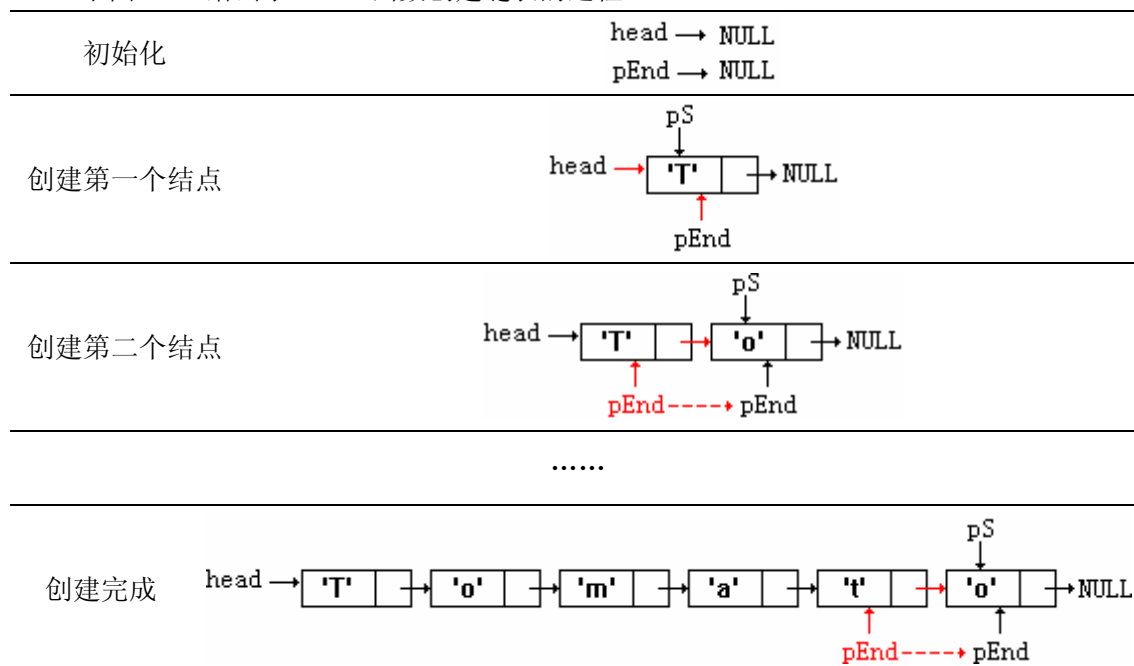 初始化
head → NULL
pEnd → NULL
创建第一个结点
pS
head → 'T' → NULL
pEnd
创建第二个结点
pS
head → 'T' → 'o' → NULL
pEnd ----→ pEnd
……
创建完成
pS
head → 'T' → 'o' → 'm' → 'a' → 't' → 'o' → NULL
pEnd ----→ pEnd